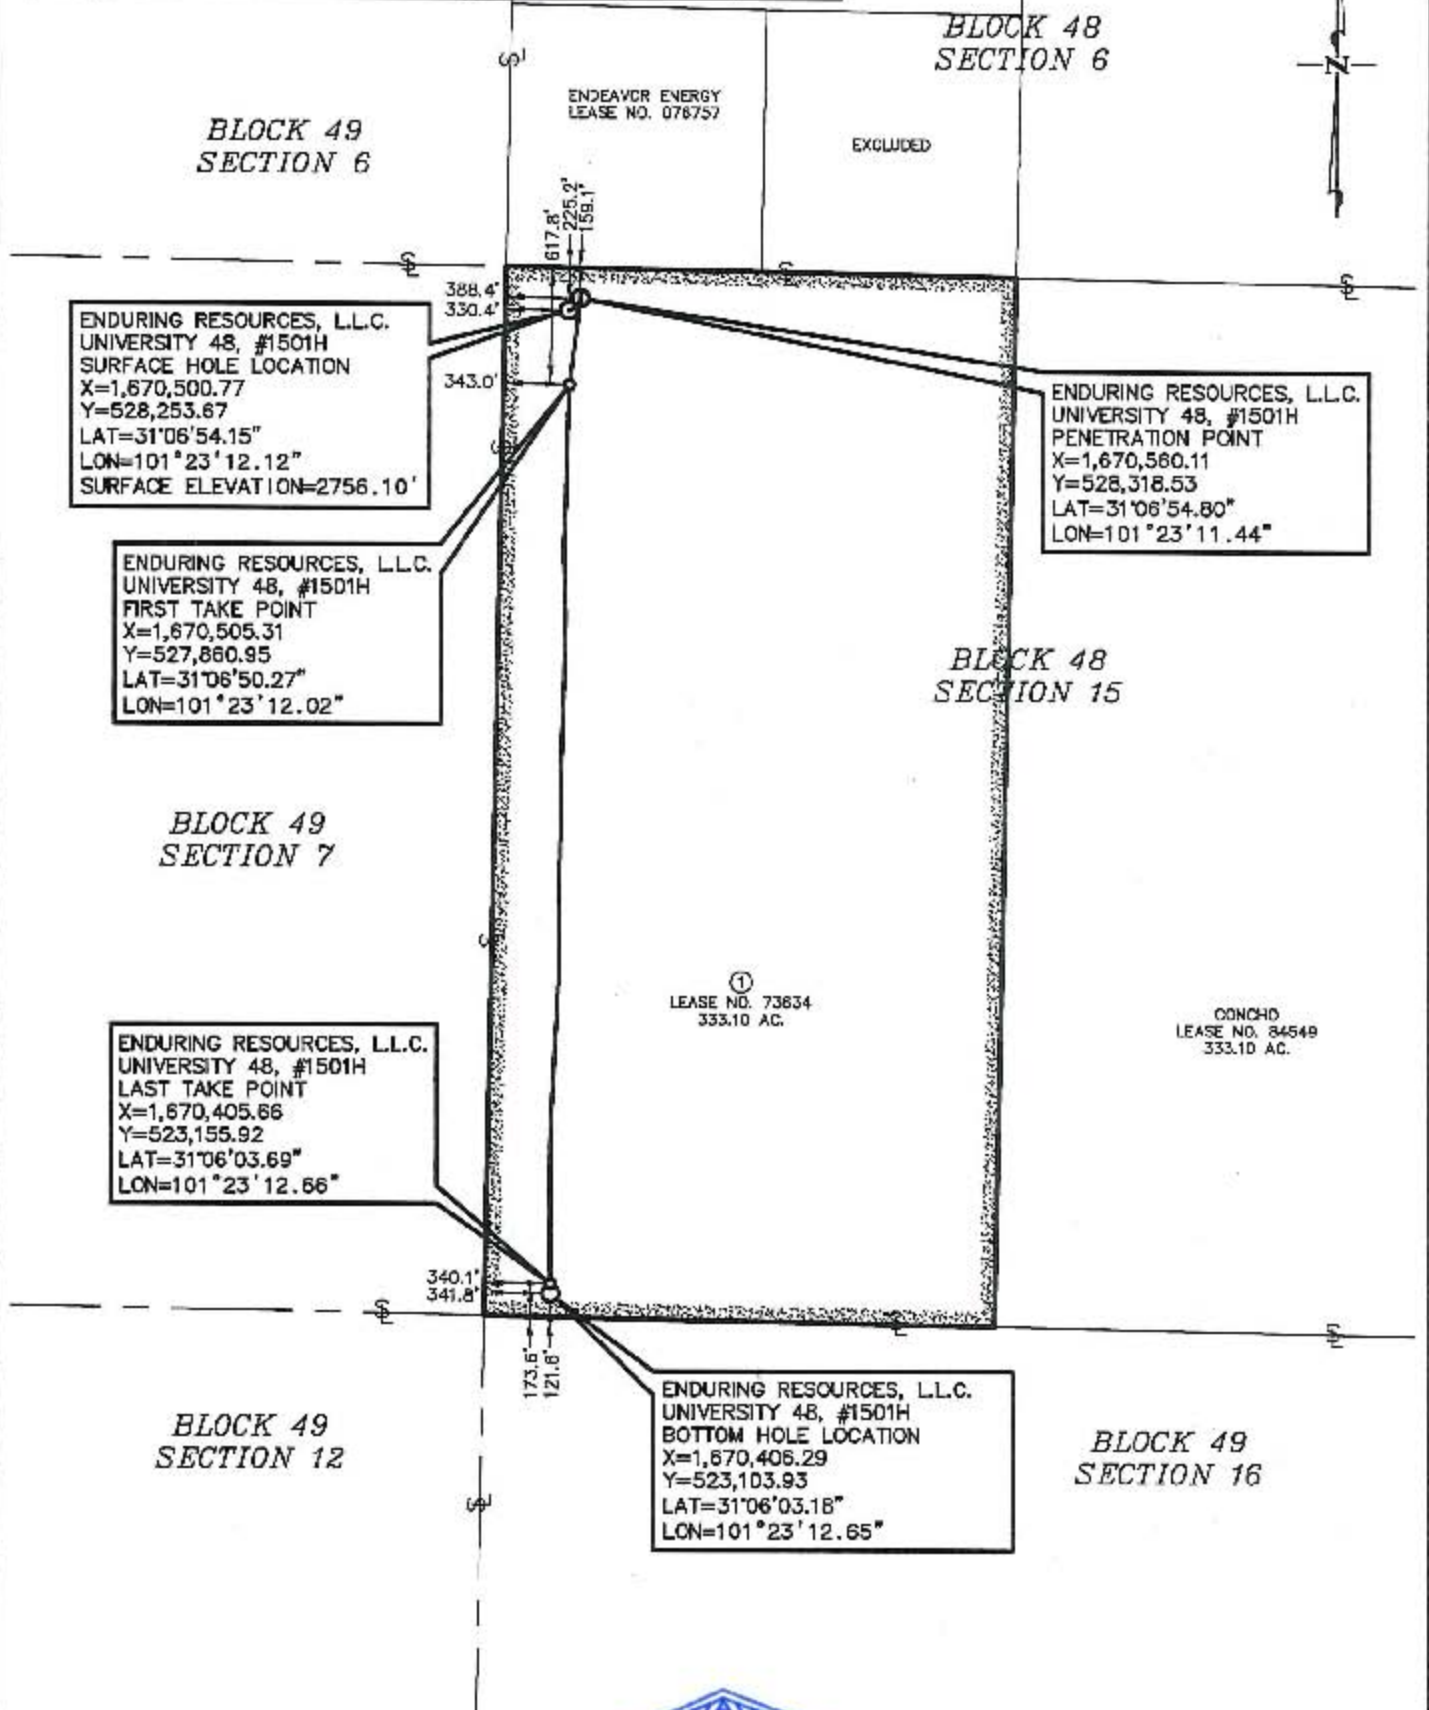 BLOCK 48
SECTION 6
N
ENDEAVOR ENERGY
LEASE NO. 076757
EXCLUDED
BLOCK 49
SECTION 6
617.8'
225.2'
159.1'
388.4'
330.4'
343.0'
ENDURING RESOURCES, L.L.C.
UNIVERSITY 48, #1501H
SURFACE HOLE LOCATION
X=1,670,500.77
Y=528,253.67
LAT=31°06'54.15"
LON=101°23'12.12"
SURFACE ELEVATION=2756.10'
ENDURING RESOURCES, L.L.C.
UNIVERSITY 48, #1501H
PENETRATION POINT
X=1,670,560.11
Y=528,318.53
LAT=31°06'54.80"
LON=101°23'11.44"
ENDURING RESOURCES, L.L.C.
UNIVERSITY 48, #1501H
FIRST TAKE POINT
X=1,670,505.31
Y=527,860.95
LAT=31°06'50.27"
LON=101°23'12.02"
BLOCK 48
SECTION 15
BLOCK 49
SECTION 7
1
LEASE NO. 73634
333.10 AC.
CONCHO
LEASE NO. 84549
333.10 AC.
ENDURING RESOURCES, L.L.C.
UNIVERSITY 48, #1501H
LAST TAKE POINT
X=1,670,405.66
Y=523,155.92
LAT=31°06'03.69"
LON=101°23'12.66"
340.1'
341.8'
173.6'
121.6'
ENDURING RESOURCES, L.L.C.
UNIVERSITY 48, #1501H
BOTTOM HOLE LOCATION
X=1,670,406.29
Y=523,103.93
LAT=31°06'03.18"
LON=101°23'12.65"
BLOCK 49
SECTION 12
BLOCK 49
SECTION 16